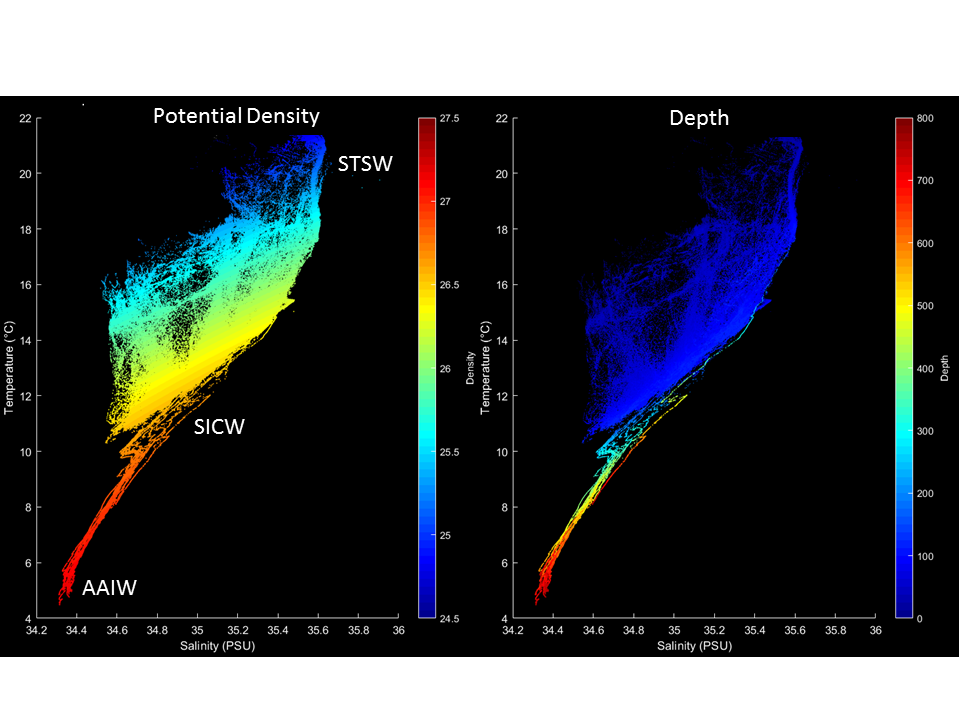 Potential Density
22
20
18
16
14
12
10
8
6
4
Temperature (°C)
34.2 34.4 34.6 34.8 35 35.2 35.4 35.6 35.8 36
Salinity (PSU)
STSW
SICW
AAIW
27.5
27
26.5
26
25.5
25
24.5
Density
Depth
22
20
18
16
14
12
10
8
6
4
Temperature (°C)
34.2 34.4 34.6 34.8 35 35.2 35.4 35.6 35.8 36
Salinity (PSU)
800
700
600
500
400
300
200
100
0
Depth